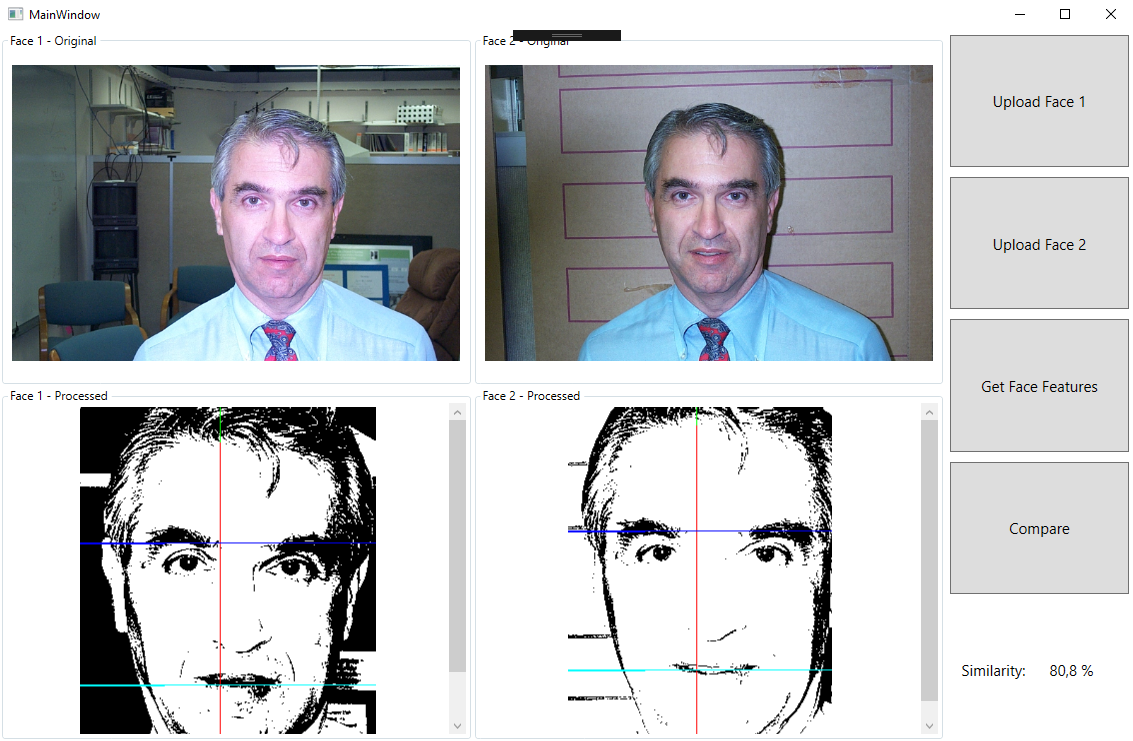 MainWindow
Face 1 - Original
Face 2 - Original
Upload Face 1
Upload Face 2
Get Face Features
Compare
Face 1 - Processed
Face 2 - Processed
Similarity: 80,8 %